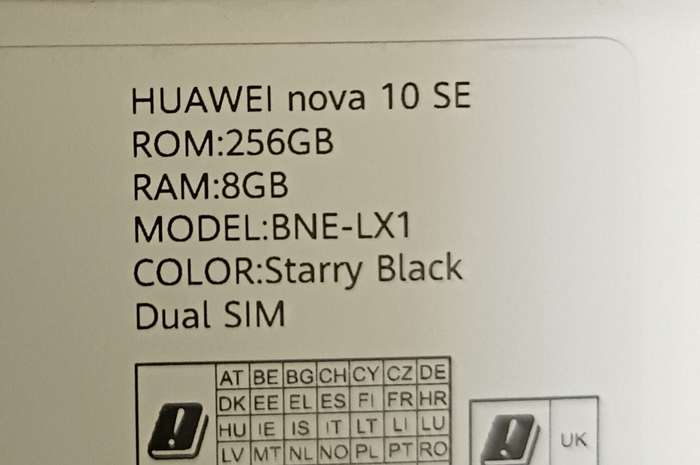 HUAWEI nova 10 SE
ROM:256GB
RAM:8GB
MODEL:BNE-LX1
COLOR:Starry Black
Dual SIM
AT BE BG CH CY CZ DE
DK EE EL ES FI FR HR
HU IE IS IT LT LI LU
LV MT NL NO PL PT RO
UK